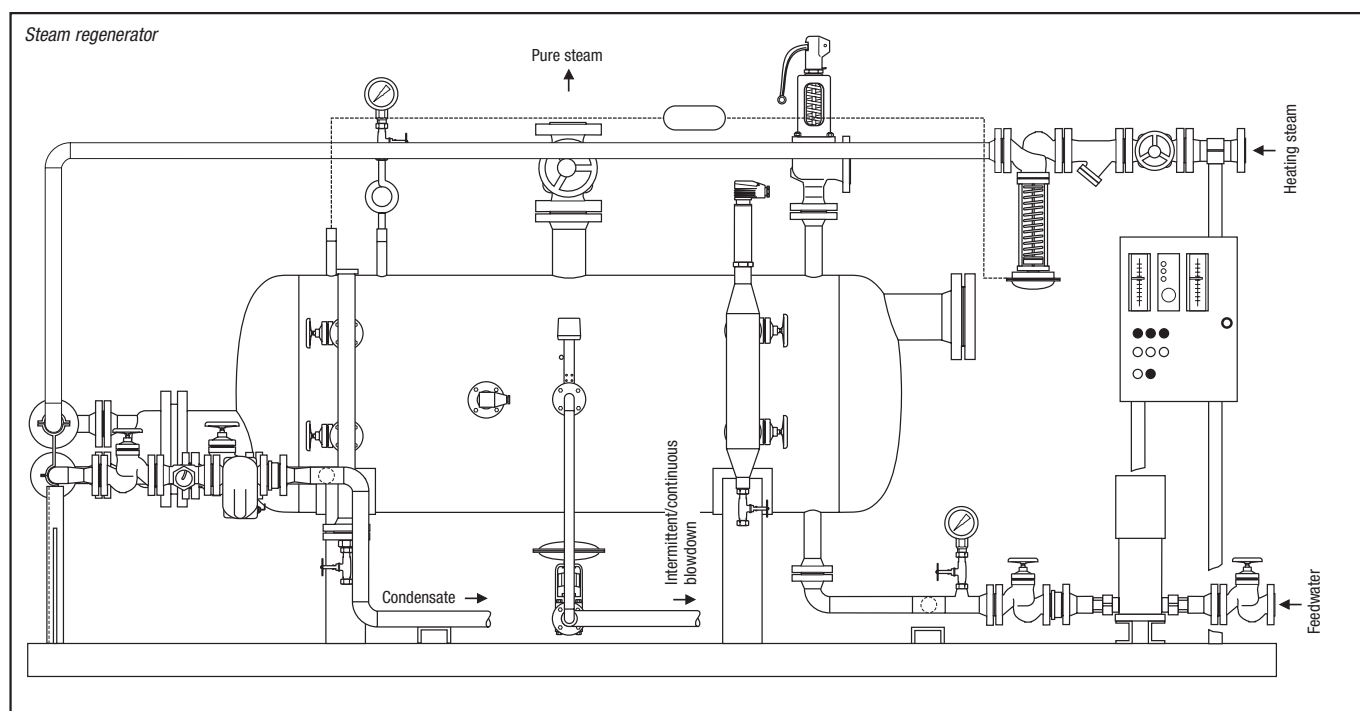 Steam regenerator
Pure steam
Heating steam
Intermittent/continuous
blowdown
Condensate
Feedwater